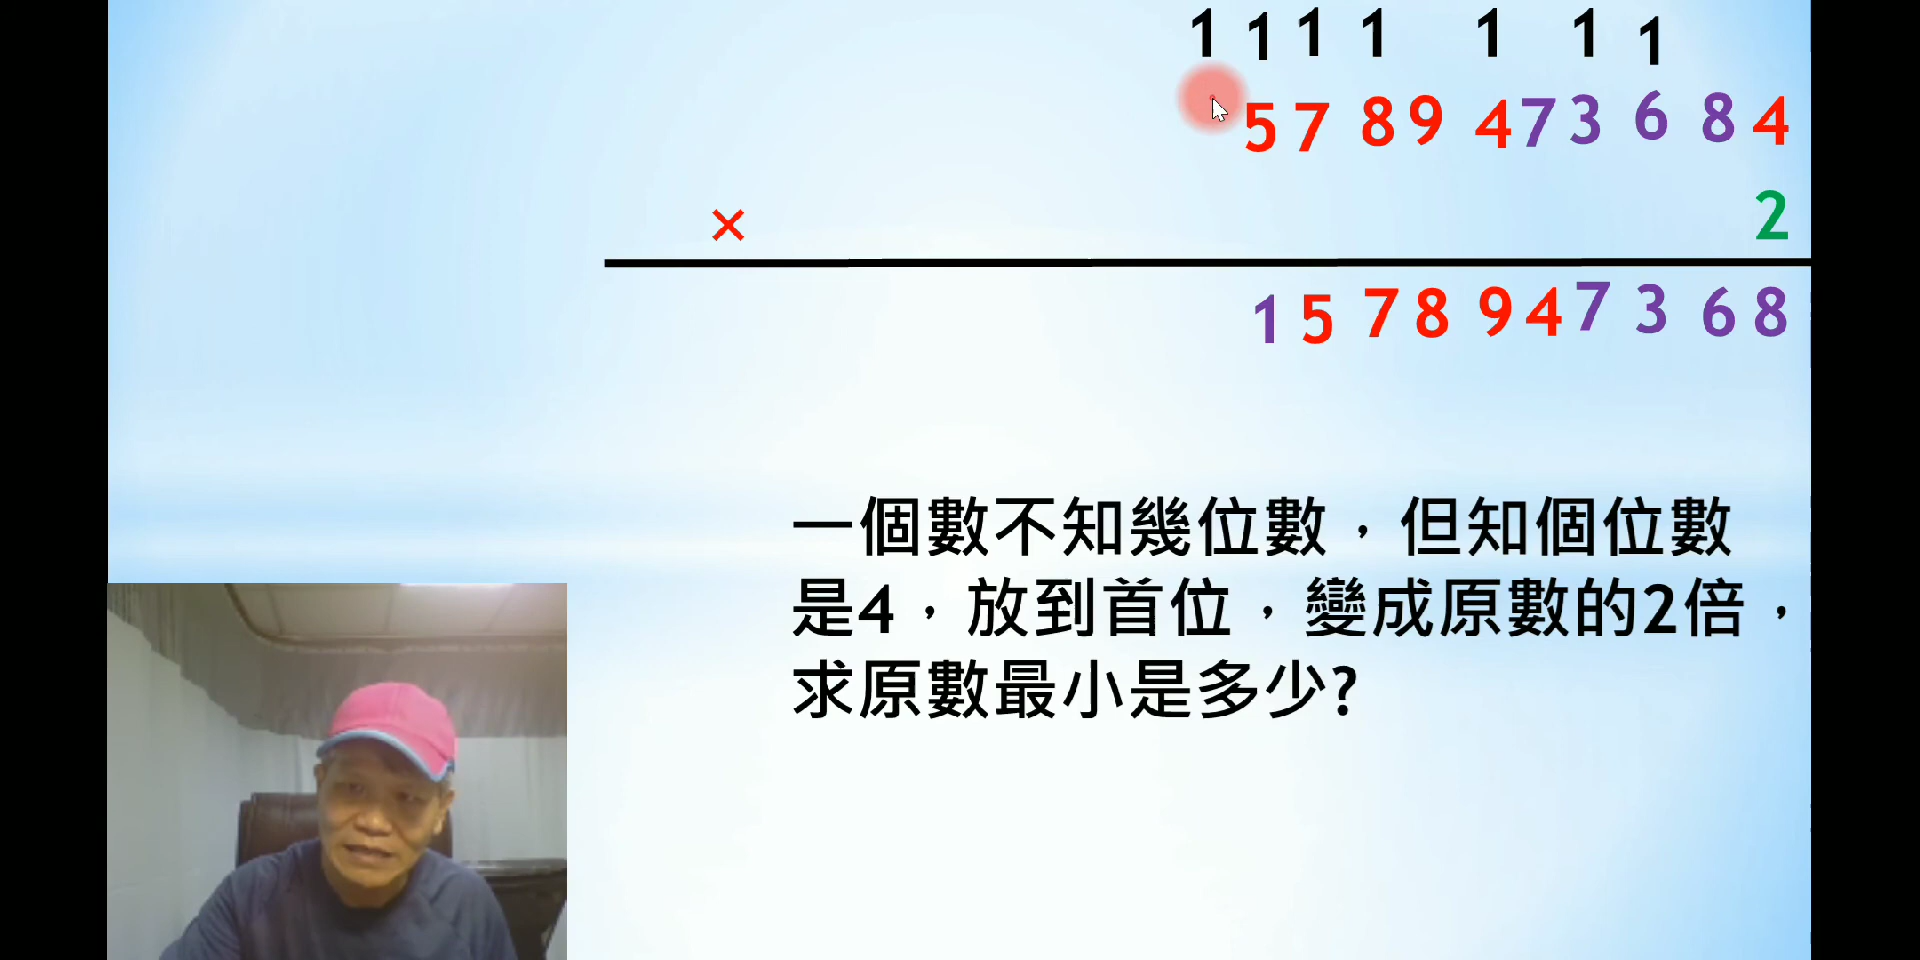 1 1 1 1 1 1 1
5 7 8 9 4 7 3 6 8 4
× 2
1 5 7 8 9 4 7 3 6 8
一個數不知幾位數，但知個位數
是4，放到首位，變成原數的2倍，
求原數最小是多少?